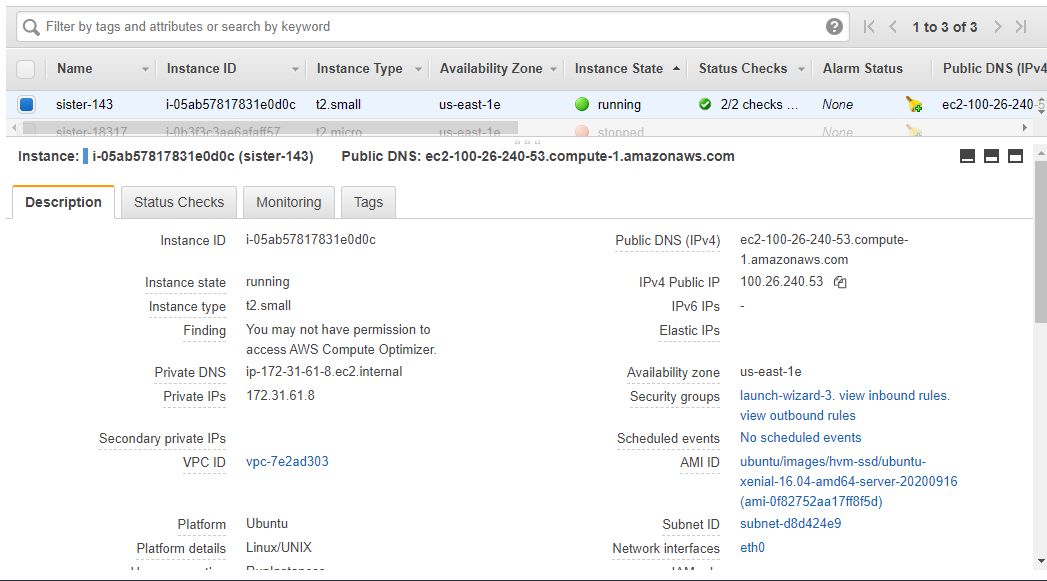 Filter by tags and attributes or search by keyword
1 to 3 of 3
Name Instance ID Instance Type Availability Zone Instance State Status Checks Alarm Status Public DNS (IPv4
sister-143 i-05ab57817831e0d0c t2.small us-east-1e running 2/2 checks ... None ec2-100-26-240-5
sister-18317 i-0b3f3c3ae6afaff57 t2.micro us-east-1e stopped None
Instance: i-05ab57817831e0d0c (sister-143) Public DNS: ec2-100-26-240-53.compute-1.amazonaws.com
Description Status Checks Monitoring Tags
Instance ID i-05ab57817831e0d0c Public DNS (IPv4) ec2-100-26-240-53.compute-
1.amazonaws.com
Instance state running IPv4 Public IP 100.26.240.53
Instance type t2.small IPv6 IPs -
Finding You may not have permission to Elastic IPs
access AWS Compute Optimizer.
Private DNS ip-172-31-61-8.ec2.internal Availability zone us-east-1e
Private IPs 172.31.61.8 Security groups launch-wizard-3. view inbound rules.
view outbound rules
Secondary private IPs Scheduled events No scheduled events
VPC ID vpc-7e2ad303 AMI ID ubuntu/images/hvm-ssd/ubuntu-
xenial-16.04-amd64-server-20200916
(ami-0f82752aa17ff8f5d)
Platform Ubuntu Subnet ID subnet-d8d424e9
Platform details Linux/UNIX Network interfaces eth0